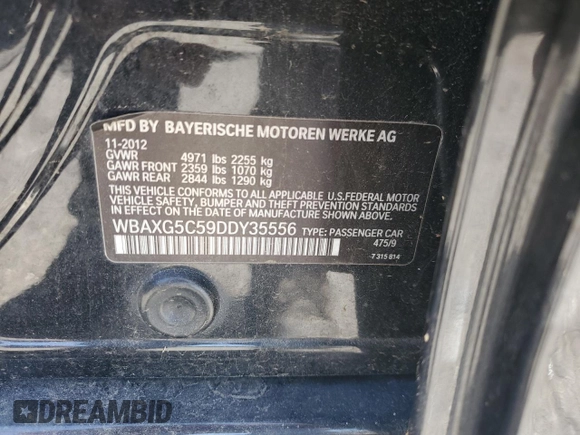 MFD BY BAYERISCHE MOTOREN WERKE AG
11-2012
GVWR 4971 lbs 2255 kg
GAWR FRONT 2359 lbs 1070 kg
GAWR REAR 2844 lbs 1290 kg
THIS VEHICLE CONFORMS TO ALL APPLICABLE U.S.FEDERAL MOTOR
VEHICLE SAFETY, BUMPER AND THEFT PREVENTION STANDARDS
IN EFFECT ON THE DATE OF MANUFACTURE SHOWN ABOVE.
WBAXG5C59DDY35556 TYPE: PASSENGER CAR
475/9
-7 315 814
DREAMBID